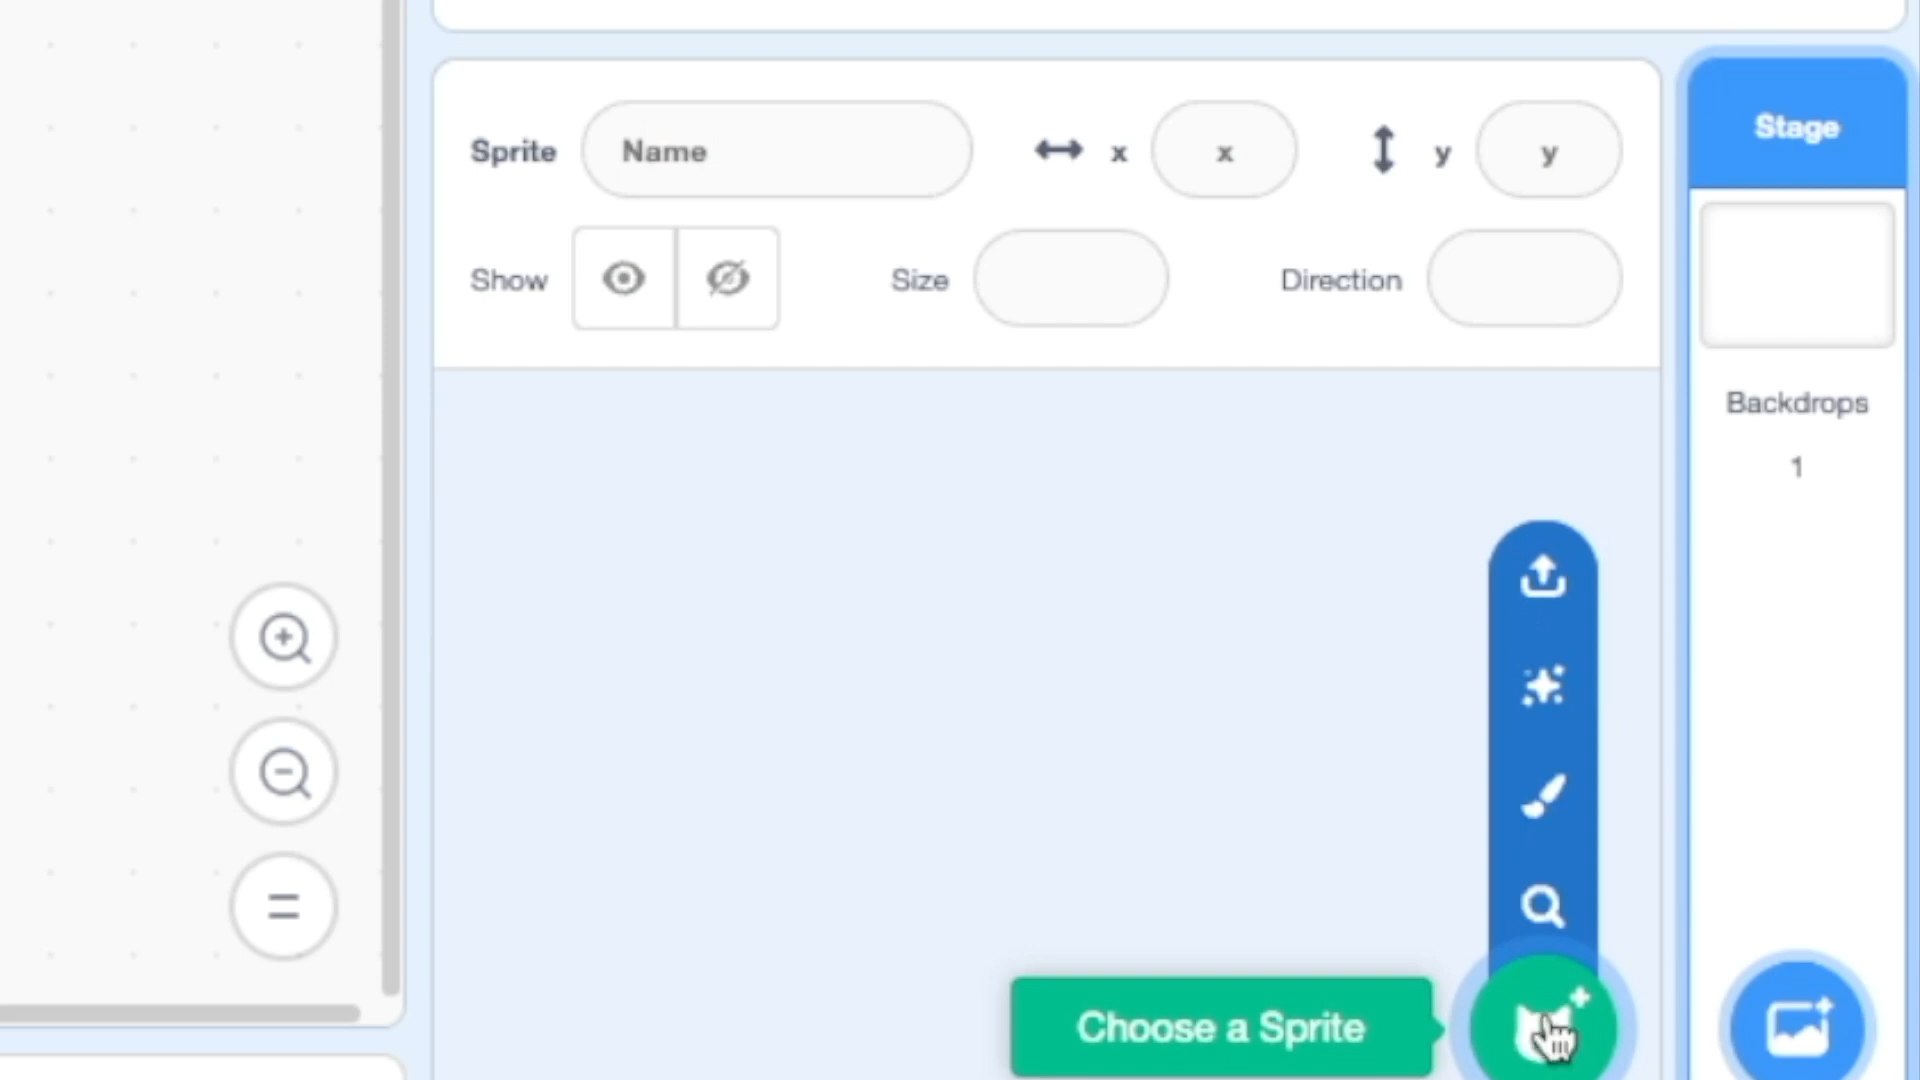 Sprite Name x x y y
Stage
Show Size Direction
Backdrops
1
Choose a Sprite